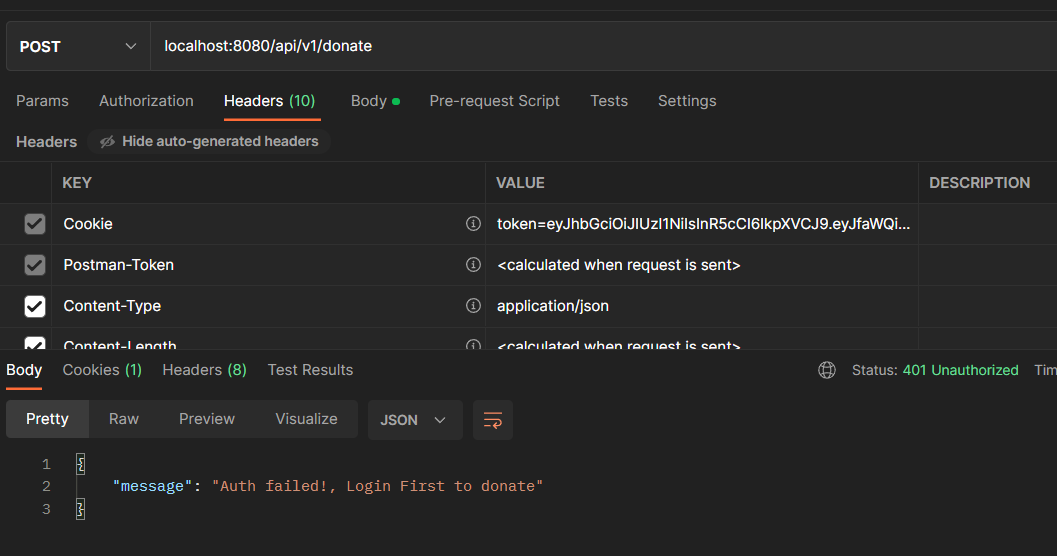 POST localhost:8080/api/v1/donate
Params Authorization Headers (10) Body Pre-request Script Tests Settings
Headers Hide auto-generated headers
KEY VALUE DESCRIPTION
Cookie token=eyJhbGciOiJIUzI1NiIsInR5cCI6IkpXVCJ9.eyJfaWQi...
Postman-Token <calculated when request is sent>
Content-Type application/json
Content-Length <calculated when request is sent>
Body Cookies (1) Headers (8) Test Results Status: 401 Unauthorized Tim
Pretty Raw Preview Visualize JSON
1 {
2 "message": "Auth failed!, Login First to donate"
3 }